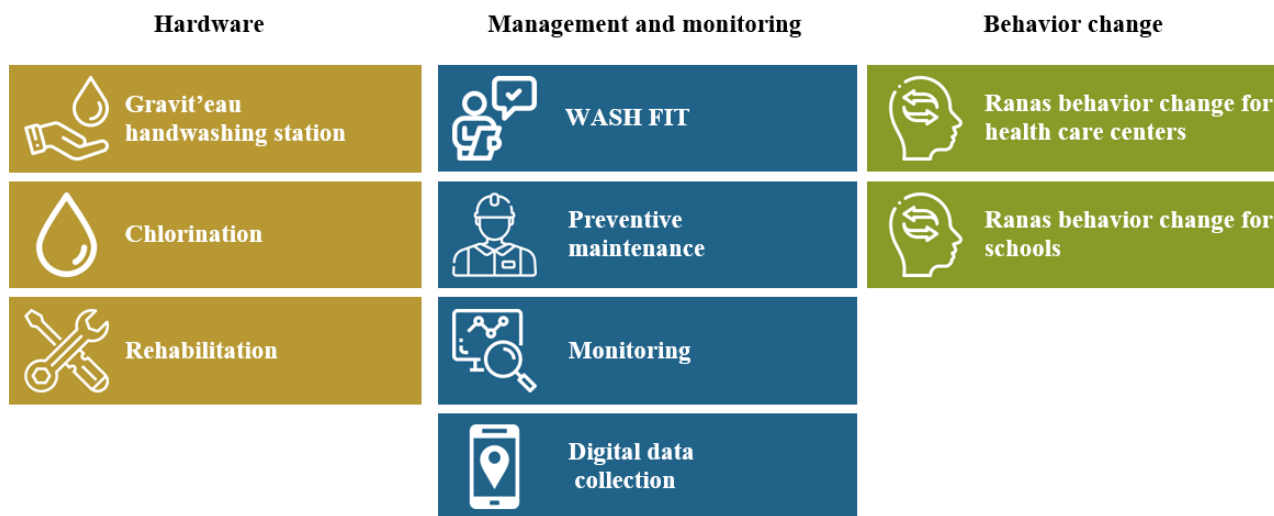 Hardware
Gravit'eau
handwashing station
Chlorination
Rehabilitation
Management and monitoring
WASH FIT
Preventive
maintenance
Monitoring
Digital data
collection
Behavior change
Ranas behavior change for
health care centers
Ranas behavior change for
schools